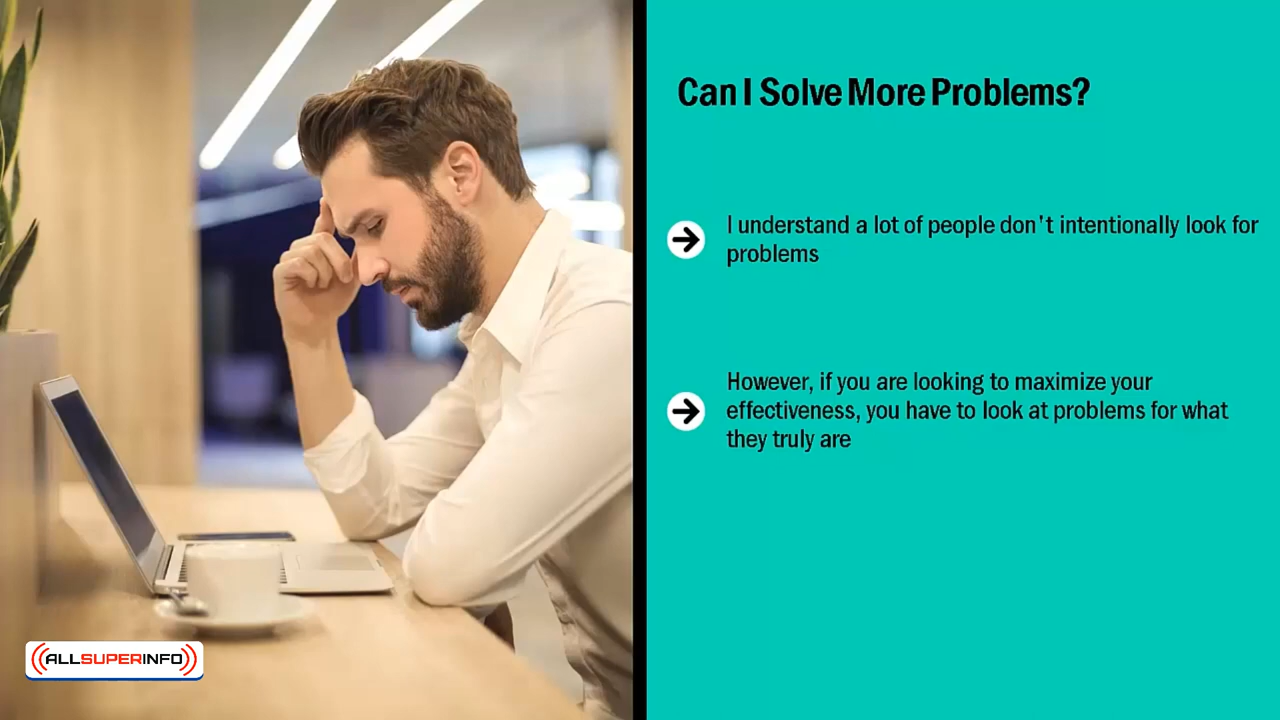 Can I Solve More Problems?
I understand a lot of people don't intentionally look for
problems
However, if you are looking to maximize your
effectiveness, you have to look at problems for what
they truly are
ALLSUPERINFO